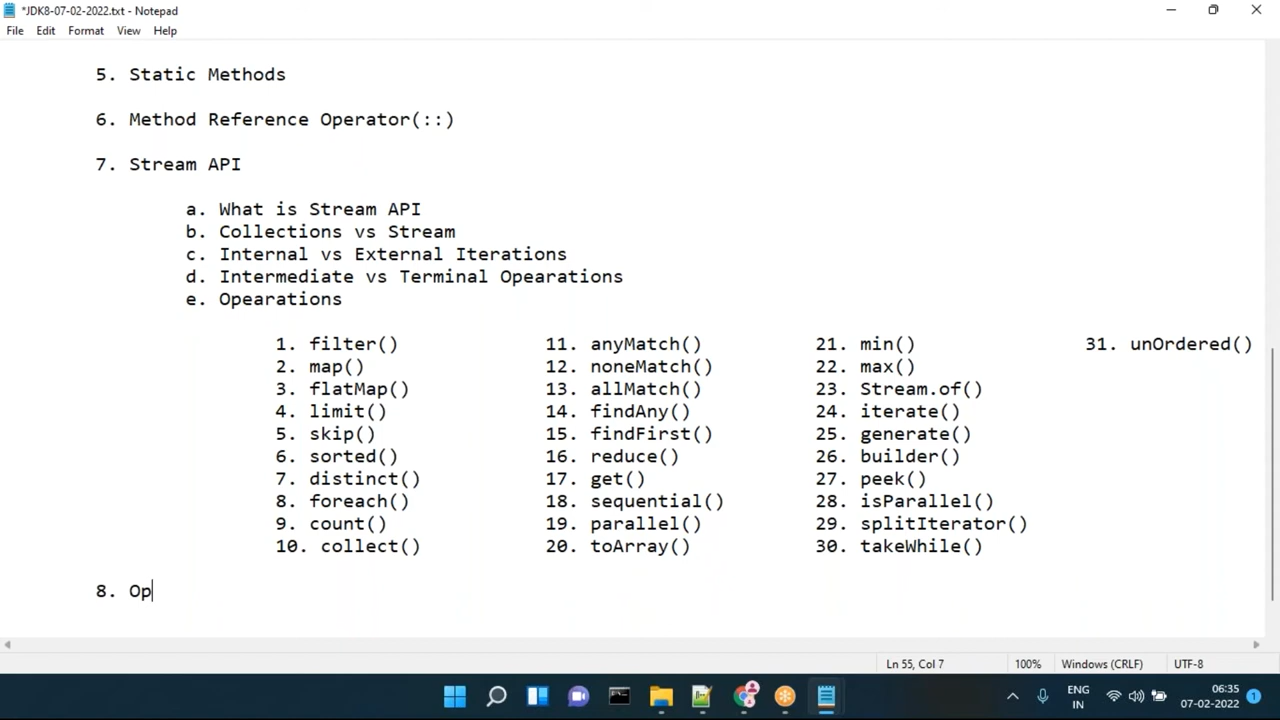 *JDK8-07-02-2022.txt - Notepad
File Edit Format View Help
5. Static Methods
6. Method Reference Operator(::)
7. Stream API
a. What is Stream API
b. Collections vs Stream
c. Internal vs External Iterations
d. Intermediate vs Terminal Opearations
e. Opearations
1. filter() 11. anyMatch() 21. min() 31. unOrdered()
2. map() 12. noneMatch() 22. max()
3. flatMap() 13. allMatch() 23. Stream.of()
4. limit() 14. findAny() 24. iterate()
5. skip() 15. findFirst() 25. generate()
6. sorted() 16. reduce() 26. builder()
7. distinct() 17. get() 27. peek()
8. foreach() 18. sequential() 28. isParallel()
9. count() 19. parallel() 29. splitIterator()
10. collect() 20. toArray() 30. takeWhile()
8. Op
Ln 55, Col 7 100% Windows (CRLF) UTF-8
ENG 06:35
IN 07-02-2022 1